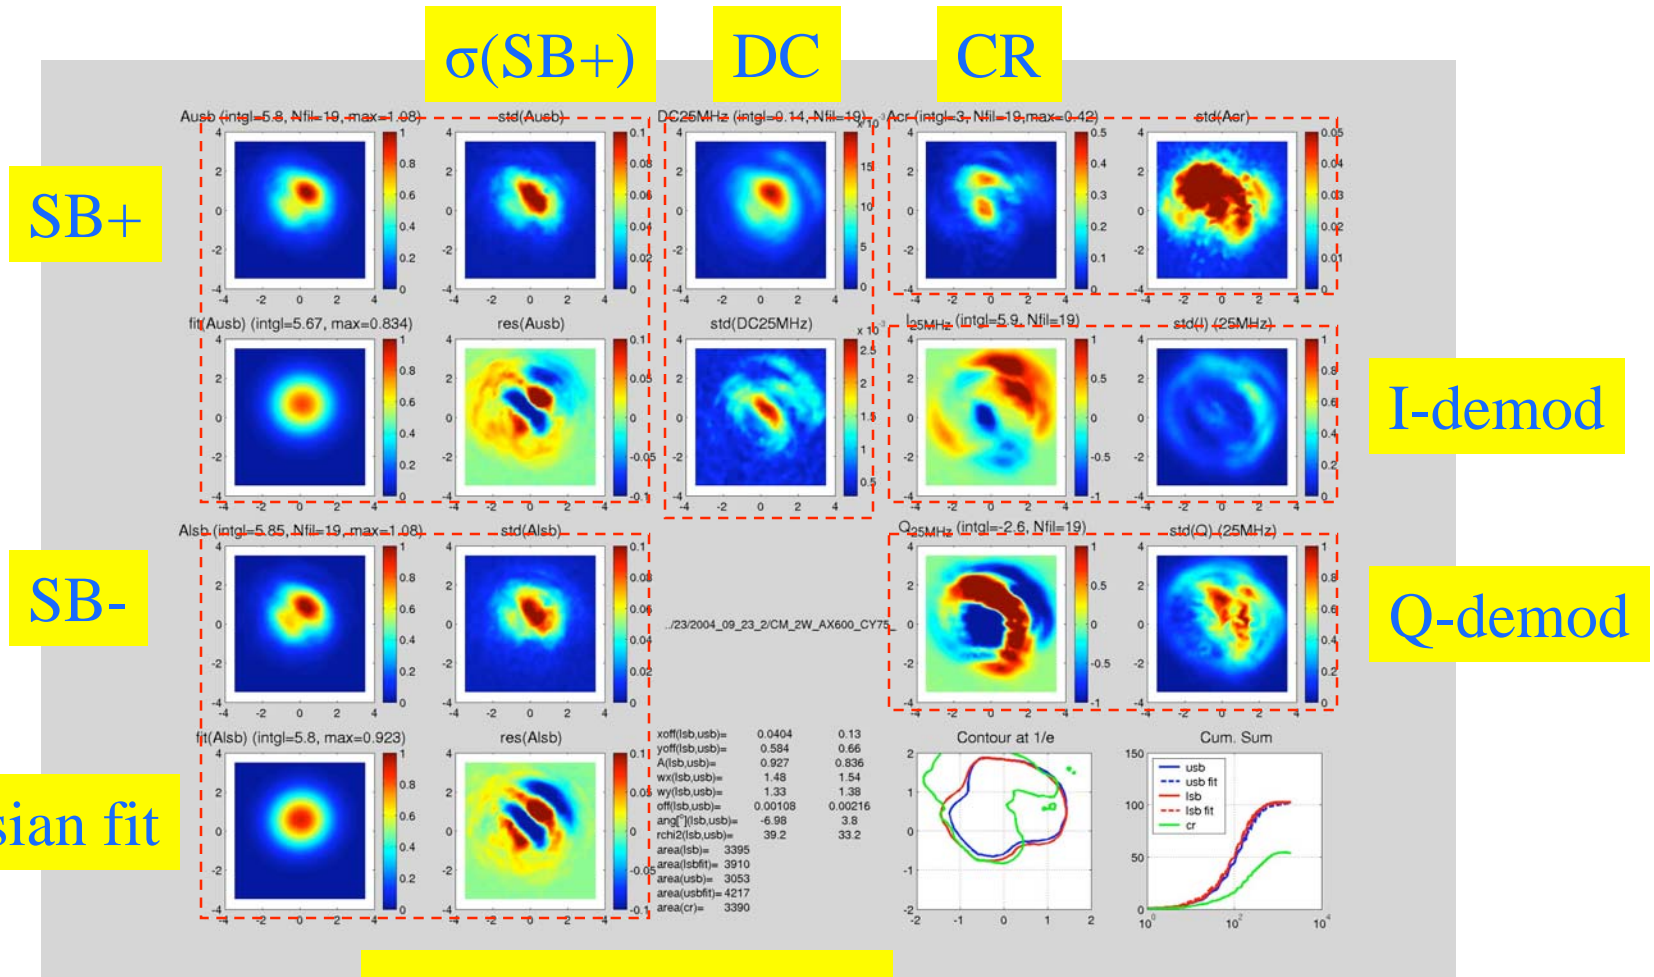 σ(SB+) DC CR
SB+
Ausb (intgl=5.8, Nfil=19, max=1.08) std(Ausb) DC25MHz (intgl=0.14, Nfil=19) Acr (intgl=3, Nfil=19,max=0.42) std(Acr)
fit(Ausb) (intgl=5.67, max=0.834) res(Ausb) std(DC25MHz) I25MHz (intgl=5.9, Nfil=19) std(I) (25MHz)
I-demod
Alsb (intgl=5.85, Nfil=19, max=1.08) std(Alsb) Q25MHz (intgl=-2.6, Nfil=19) std(Q) (25MHz)
SB-
../23/2004_09_23_2/CM_2W_AX600_CY75_
Q-demod
fit(Alsb) (intgl=5.8, max=0.923) res(Alsb) Contour at 1/e Cum. Sum
xoff(lsb,usb)= 0.0404 0.13
yoff(lsb,usb)= 0.584 0.66
A(lsb,usb)= 0.927 0.836
wx(lsb,usb)= 1.48 1.54
wy(lsb,usb)= 1.33 1.38
off(lsb,usb)= 0.00108 0.00216
ang[°](lsb,usb)= -6.98 3.8
rchi2(lsb,usb)= 39.2 33.2
area(lsb)= 3395
area(lsbfit)= 3910
area(usb)= 3053
area(usbfit)= 4217
area(cr)= 3390
usb
usb fit
lsb
lsb fit
cr
sian fit